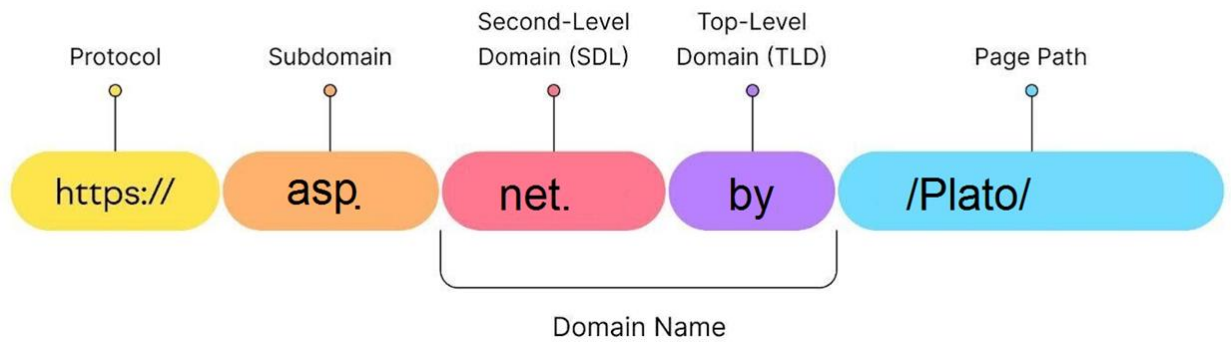 Protocol
Subdomain
Second-Level
Domain (SDL)
Top-Level
Domain (TLD)
Page Path
https:// asp. net. by /Plato/
Domain Name